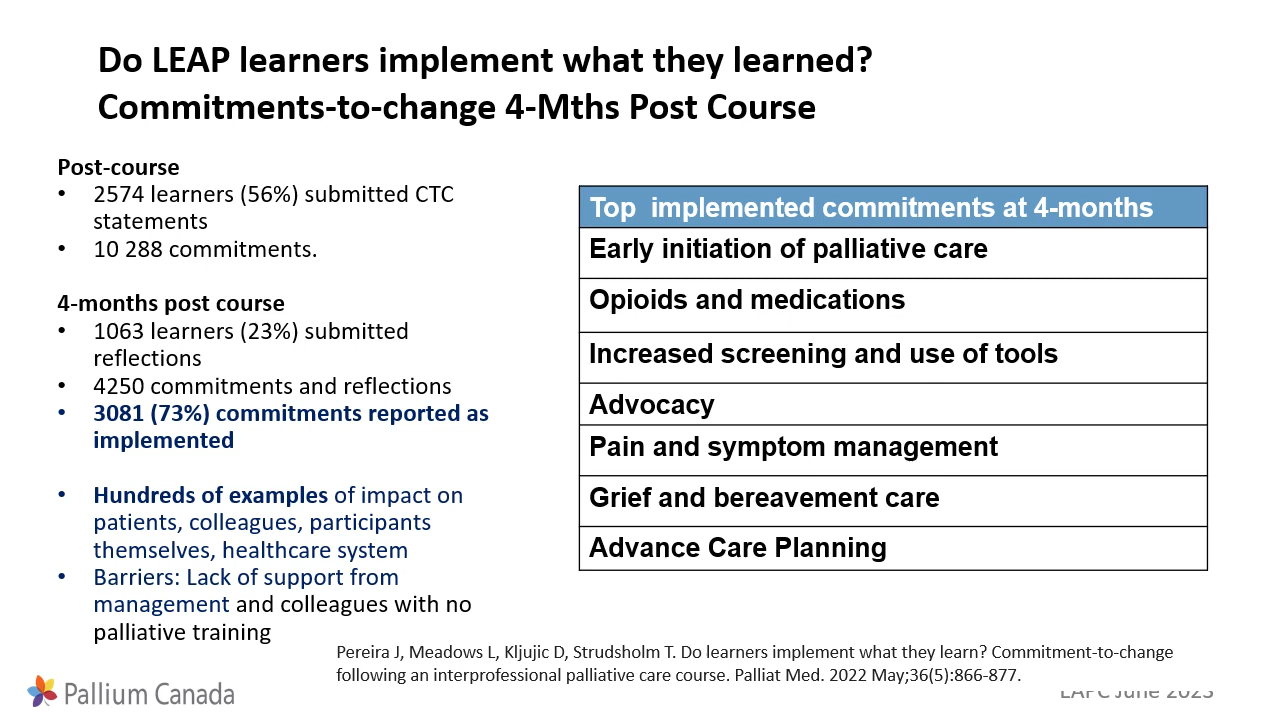 Do LEAP learners implement what they learned?
Commitments-to-change 4-Mths Post Course
Post-course
• 2574 learners (56%) submitted CTC
statements
• 10 288 commitments.
4-months post course
• 1063 learners (23%) submitted
reflections
• 4250 commitments and reflections
• 3081 (73%) commitments reported as
implemented
• Hundreds of examples of impact on
patients, colleagues, participants
themselves, healthcare system
• Barriers: Lack of support from
management and colleagues with no
palliative training
Top implemented commitments at 4-months
Early initiation of palliative care
Opioids and medications
Increased screening and use of tools
Advocacy
Pain and symptom management
Grief and bereavement care
Advance Care Planning
Pereira J, Meadows L, Kljujic D, Strudsholm T. Do learners implement what they learn? Commitment-to-change
following an interprofessional palliative care course. Palliat Med. 2022 May;36(5):866-877.
Pallium Canada
EAPC June 2023